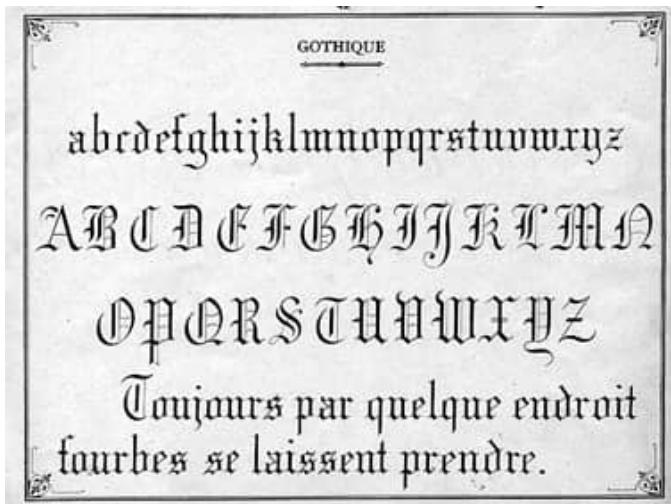 GOTHIQUE
abcdefghijklmnopqrstuvwxyz
ABCDEFGHIJKLMN
OPQRSTUVWXYZ
Toujours par quelque endroit
fourbes se laissent prendre.